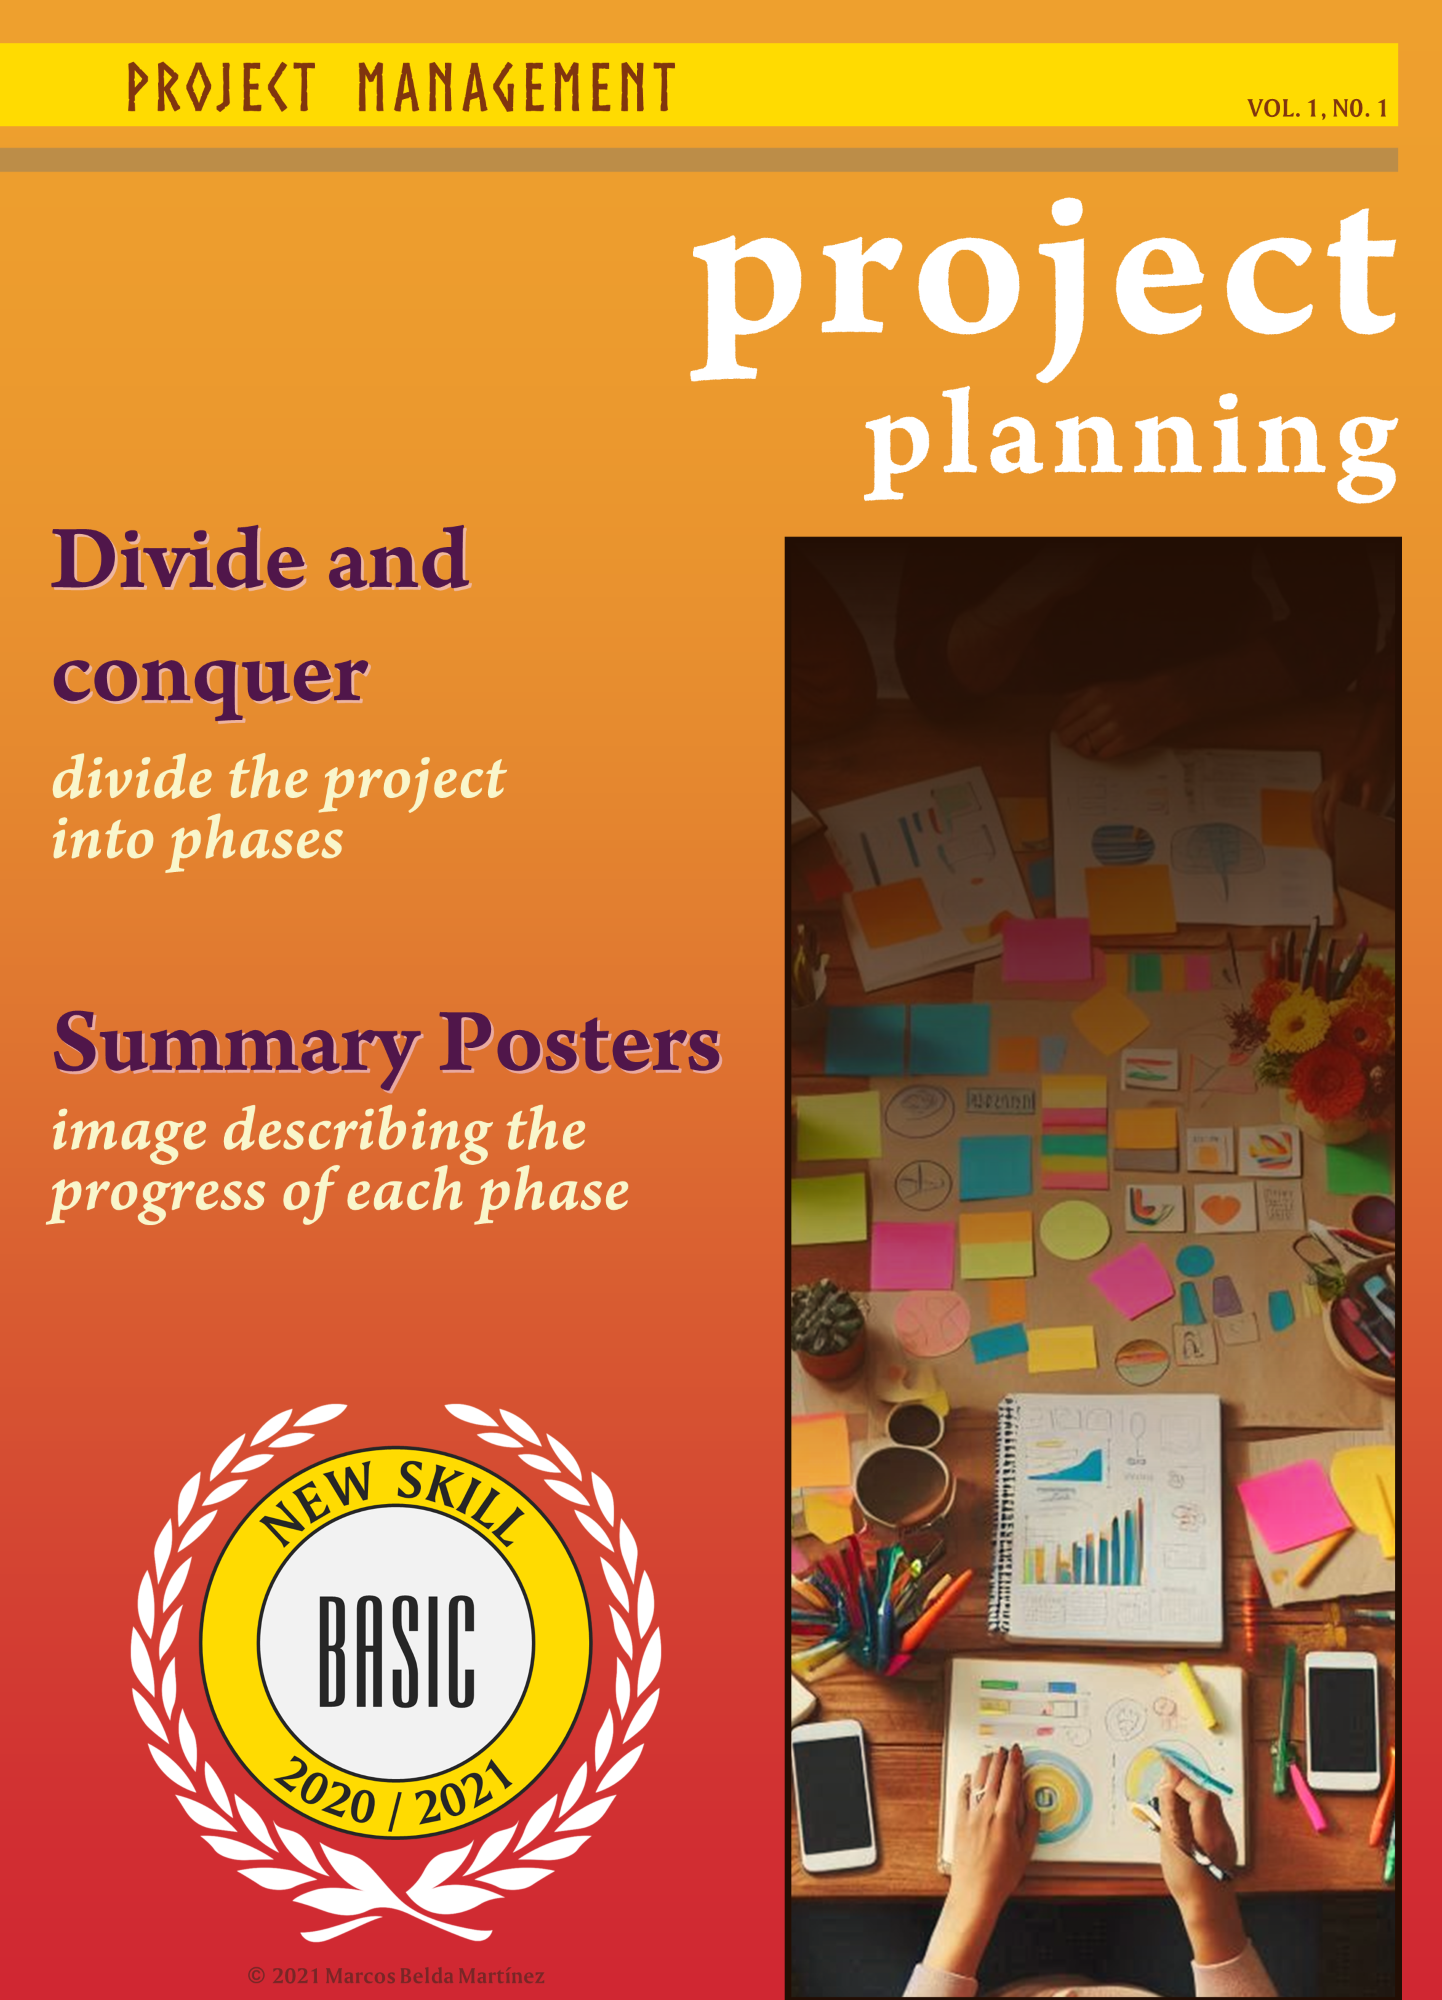 PROJECT MANAGEMENT
VOL. 1, N0. 1
project
planning
Divide and
conquer
divide the project
into phases
Summary Posters
image describing the
progress of each phase
NEW SKILL
BASIC
2020 / 2021
© 2021 Marcos Belda Martínez